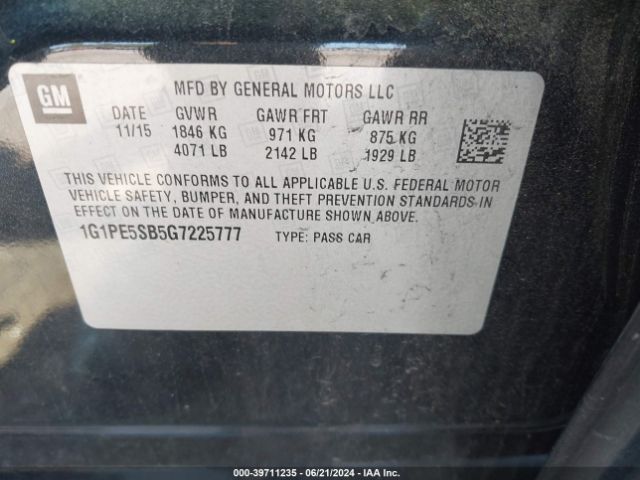 GM
MFD BY GENERAL MOTORS LLC
DATE GVWR GAWR FRT GAWR RR
11/15 1846 KG 971 KG 875 KG
4071 LB 2142 LB 1929 LB
THIS VEHICLE CONFORMS TO ALL APPLICABLE U.S. FEDERAL MOTOR
VEHICLE SAFETY, BUMPER, AND THEFT PREVENTION STANDARDS IN
EFFECT ON THE DATE OF MANUFACTURE SHOWN ABOVE.
1G1PE5SB5G7225777 TYPE: PASS CAR
000-39711235 - 06/21/2024 - IAA Inc.